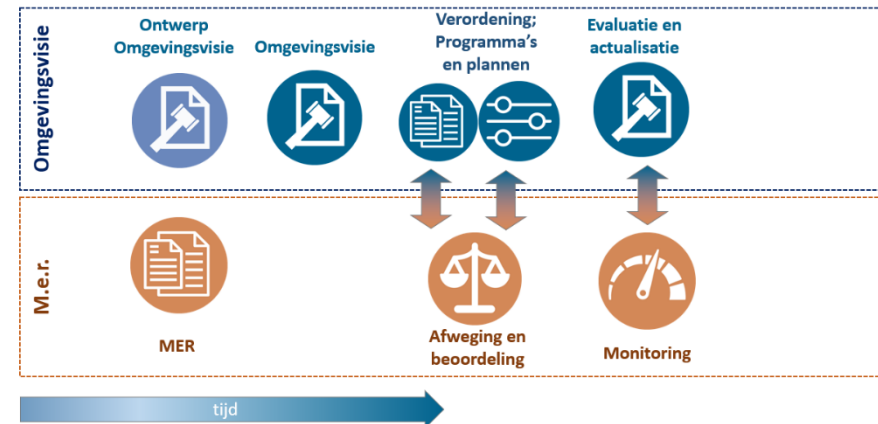 Omgevingsvisie
Ontwerp
Omgevingsvisie
Omgevingsvisie
Verordening;
Programma's
en plannen
Evaluatie en
actualisatie
M.e.r.
MER
Afweging en
beoordeling
Monitoring
tijd